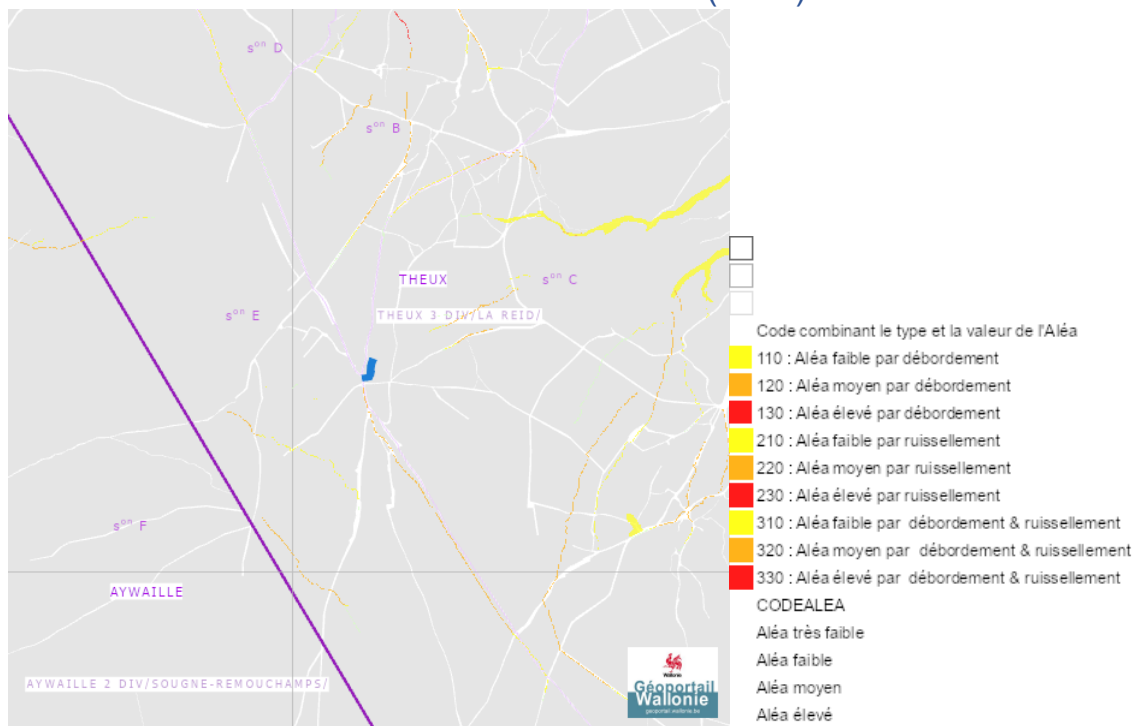 sᵒⁿ D
sᵒⁿ B
THEUX
sᵒⁿ C
THEUX 3 DIV/LA REID/
sᵒⁿ E
sᵒⁿ F
AYWAILLE
AYWAILLE 2 DIV/SOUGNE-REMOUCHAMPS/
Wallonie
Géoportail
Wallonie
geoportail.wallonie.be
Code combinant le type et la valeur de l'Aléa
110 : Aléa faible par débordement
120 : Aléa moyen par débordement
130 : Aléa élevé par débordement
210 : Aléa faible par ruissellement
220 : Aléa moyen par ruissellement
230 : Aléa élevé par ruissellement
310 : Aléa faible par débordement & ruissellement
320 : Aléa moyen par débordement & ruissellement
330 : Aléa élevé par débordement & ruissellement
CODEALEA
Aléa très faible
Aléa faible
Aléa moyen
Aléa élevé